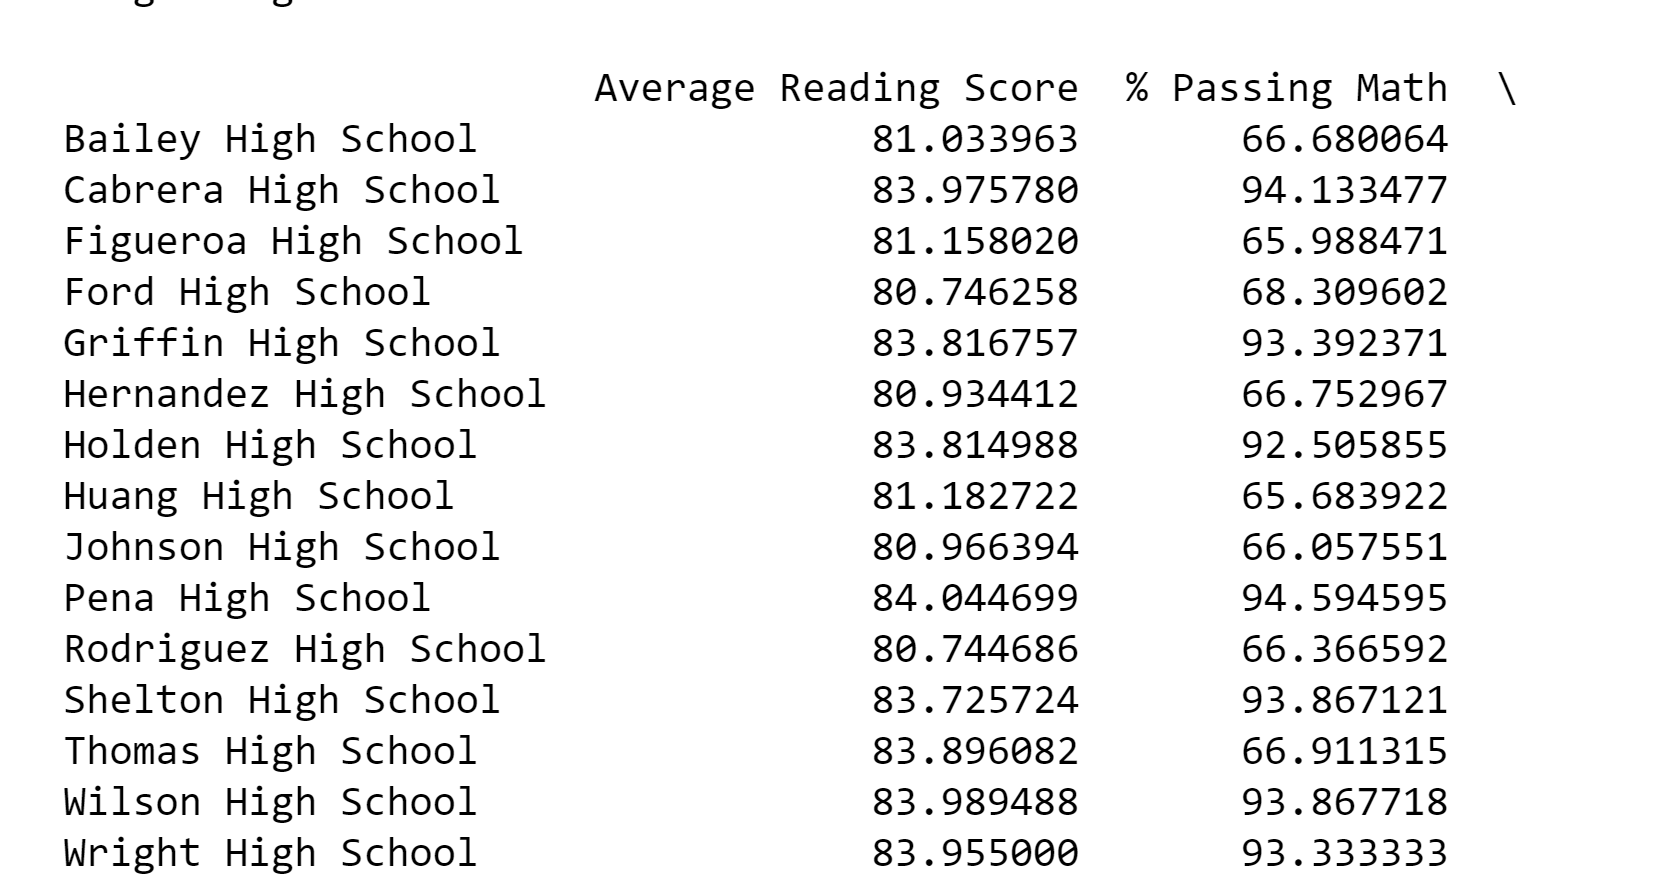 Average Reading Score % Passing Math \
Bailey High School 81.033963 66.680064
Cabrera High School 83.975780 94.133477
Figueroa High School 81.158020 65.988471
Ford High School 80.746258 68.309602
Griffin High School 83.816757 93.392371
Hernandez High School 80.934412 66.752967
Holden High School 83.814988 92.505855
Huang High School 81.182722 65.683922
Johnson High School 80.966394 66.057551
Pena High School 84.044699 94.594595
Rodriguez High School 80.744686 66.366592
Shelton High School 83.725724 93.867121
Thomas High School 83.896082 66.911315
Wilson High School 83.989488 93.867718
Wright High School 83.955000 93.333333